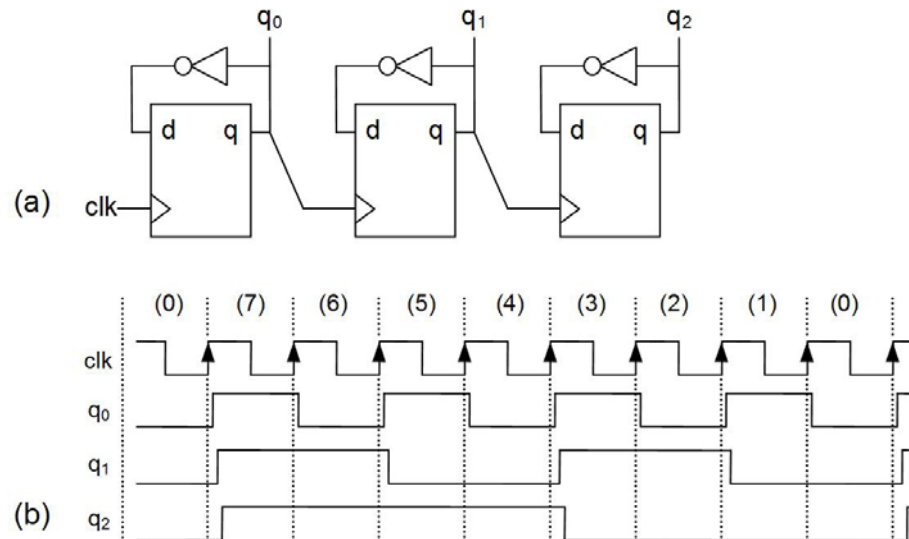 q0 q1 q2
d q d q d q
(a) clk
(0) (7) (6) (5) (4) (3) (2) (1) (0)
clk
q0
q1
(b) q2